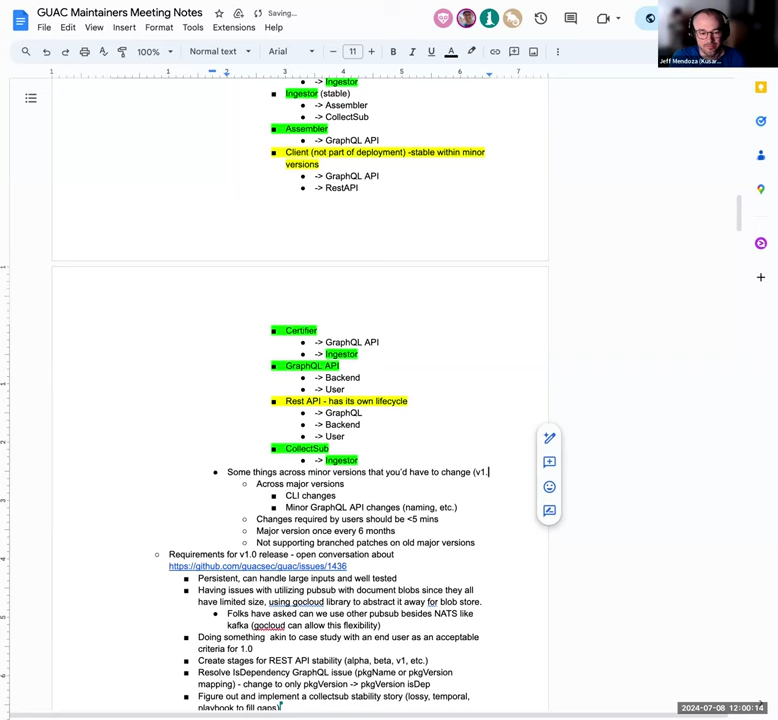 GUAC Maintainers Meeting Notes
Saving...
File Edit View Insert Format Tools Extensions Help
100% Normal text Arial 11 B I U A
Jeff Mendoza (Kusar...
1 1 2 3 4 5 6 7
-> Ingestor
Ingestor (stable)
-> Assembler
-> CollectSub
Assembler
-> GraphQL API
Client (not part of deployment) -stable within minor
versions
-> GraphQL API
-> RestAPI
Certifier
-> GraphQL API
-> Ingestor
GraphQL API
-> Backend
-> User
Rest API - has its own lifecycle
-> GraphQL
-> Backend
-> User
CollectSub
-> Ingestor
Some things across minor versions that you'd have to change (v1.
Across major versions
CLI changes
Minor GraphQL API changes (naming, etc.)
Changes required by users should be <5 mins
Major version once every 6 months
Not supporting branched patches on old major versions
Requirements for v1.0 release - open conversation about
https://github.com/guacsec/guac/issues/1436
Persistent, can handle large inputs and well tested
Having issues with utilizing pubsub with document blobs since they all
have limited size, using gocloud library to abstract it away for blob store.
Folks have asked can we use other pubsub besides NATS like
kafka (gocloud can allow this flexibility)
Doing something akin to case study with an end user as an acceptable
criteria for 1.0
Create stages for REST API stability (alpha, beta, v1, etc.)
Resolve IsDependency GraphQL issue (pkgName or pkgVersion
mapping) - change to only pkgVersion -> pkgVersion isDep
Figure out and implement a collectsub stability story (lossy, temporal,
playbook to fill gaps)
2024-07-08 12:00:14